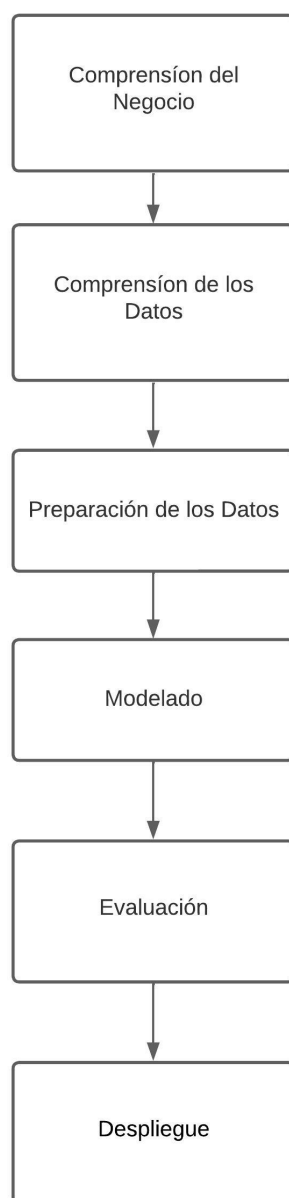 Comprensíon del
Negocio
Comprensíon de los
Datos
Preparación de los Datos
Modelado
Evaluación
Despliegue